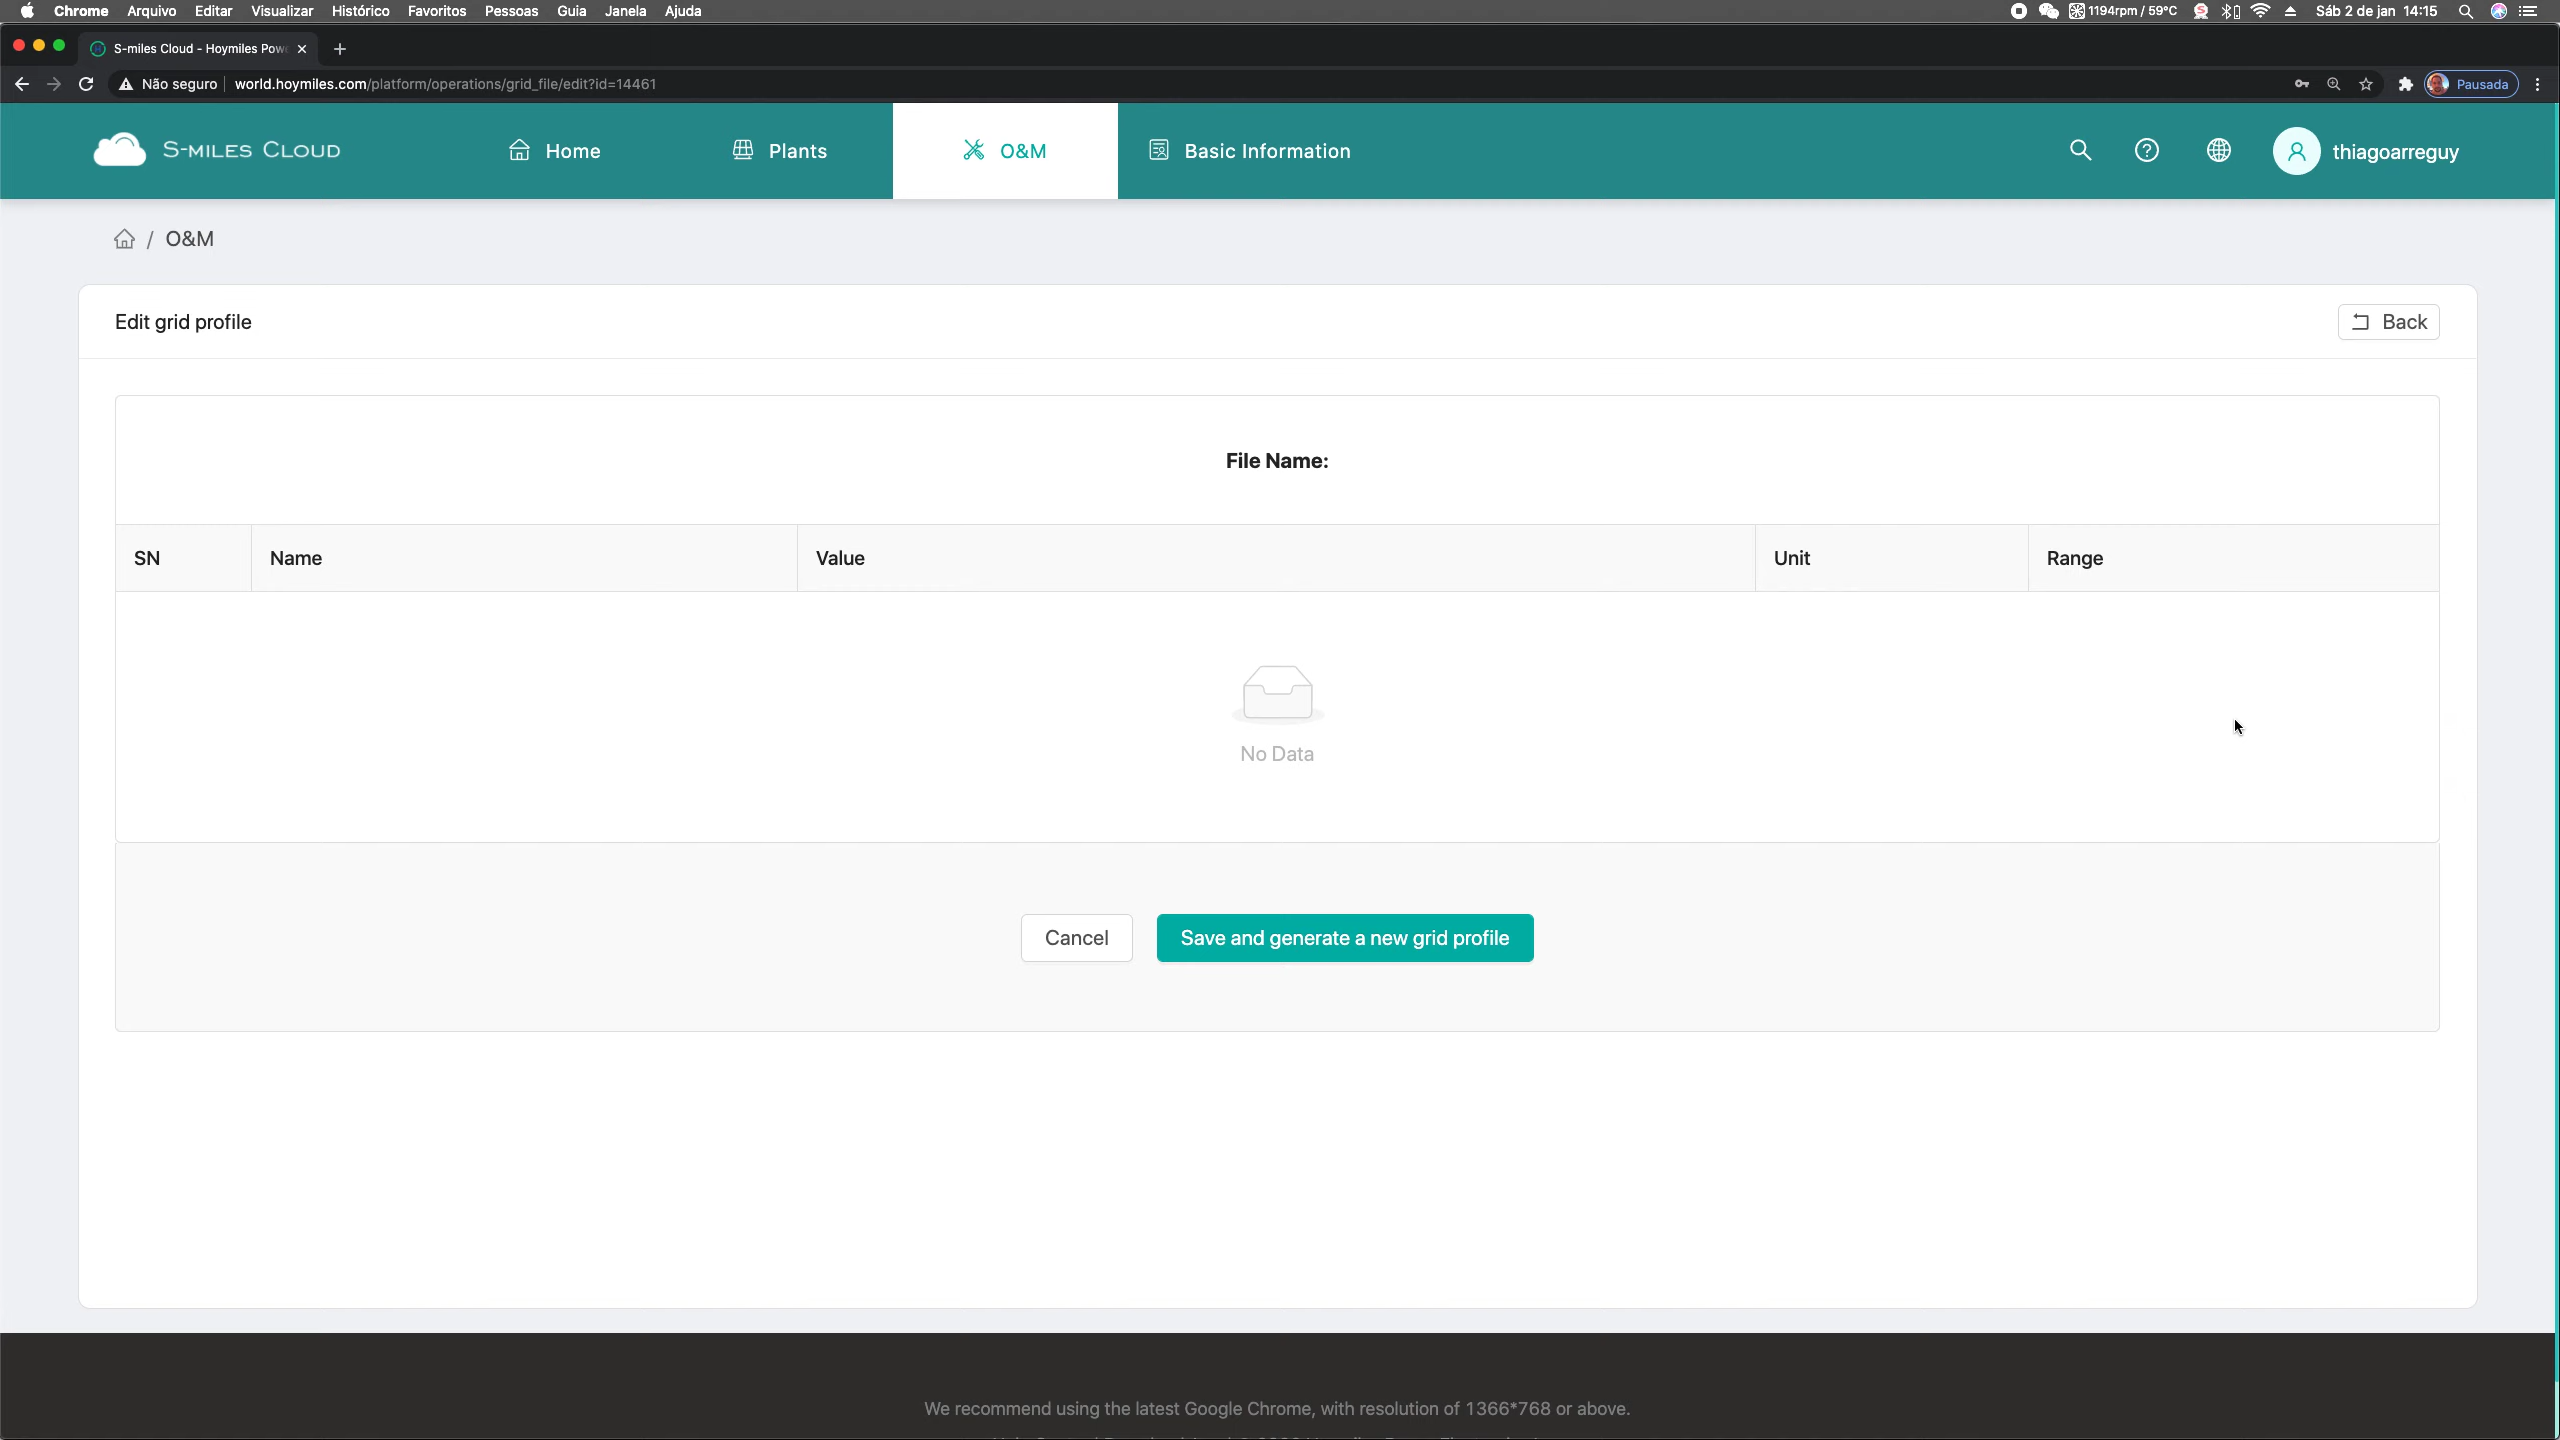 Chrome Arquivo Editar Visualizar Histórico Favoritos Pessoas Guia Janela Ajuda 1194rpm / 59°C Sáb 2 de jan 14:15
S-miles Cloud - Hoymiles Pow
Não seguro world.hoymiles.com/platform/operations/grid_file/edit?id=14461 Pausada
S-MILES CLOUD Home Plants O&M Basic Information thiagoarreguy
/ O&M
Edit grid profile Back
File Name:
SN Name Value Unit Range
No Data
Cancel Save and generate a new grid profile
We recommend using the latest Google Chrome, with resolution of 1366*768 or above.